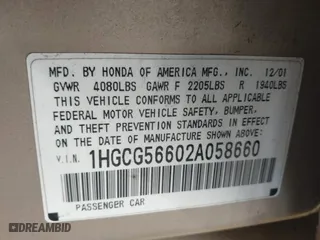 MFD. BY HONDA OF AMERICA MFG., INC. 12/01
GVWR 4080LBS GAWR F 2205LBS R 1940LBS
THIS VEHICLE CONFORMS TO ALL APPLICABLE
FEDERAL MOTOR VEHICLE SAFETY, BUMPER,
AND THEFT PREVENTION STANDARDS IN EFFECT
ON THE DATE OF MANUFACTURE SHOWN ABOVE.
V.I.N. 1HGCG56602A058660
PASSENGER CAR
DREAMBID